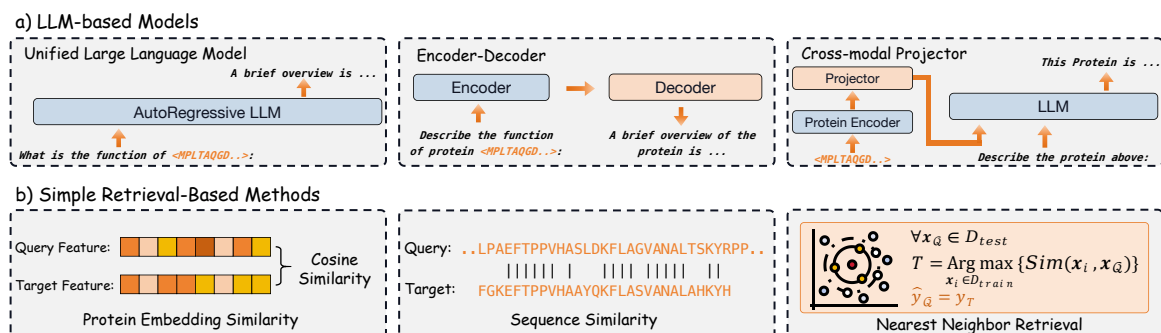 a) LLM-based Models
Unified Large Language Model
A brief overview is ...
AutoRegressive LLM
What is the function of <MPLTAQGD..>:
Encoder-Decoder
Encoder
Decoder
Describe the function
of protein <MPLTAQGD..>:
A brief overview of the
protein is ...
Cross-modal Projector
This Protein is ...
Projector
Protein Encoder
LLM
<MPLTAQGD..>
Describe the protein above:
b) Simple Retrieval-Based Methods
Query Feature:
Target Feature:
Cosine
Similarity
Protein Embedding Similarity
Query: ..LPAEFTPPVHASLDKFLAGVANALTSKYRPP..
Target: FGKEFTPPVHAAYQKFLASVANALAHKYH
Sequence Similarity
∀x_Q ∈ D_test
T = Arg max {Sim(x_i, x_Q)}
x_i∈D_train
ŷ_Q = y_T
Nearest Neighbor Retrieval